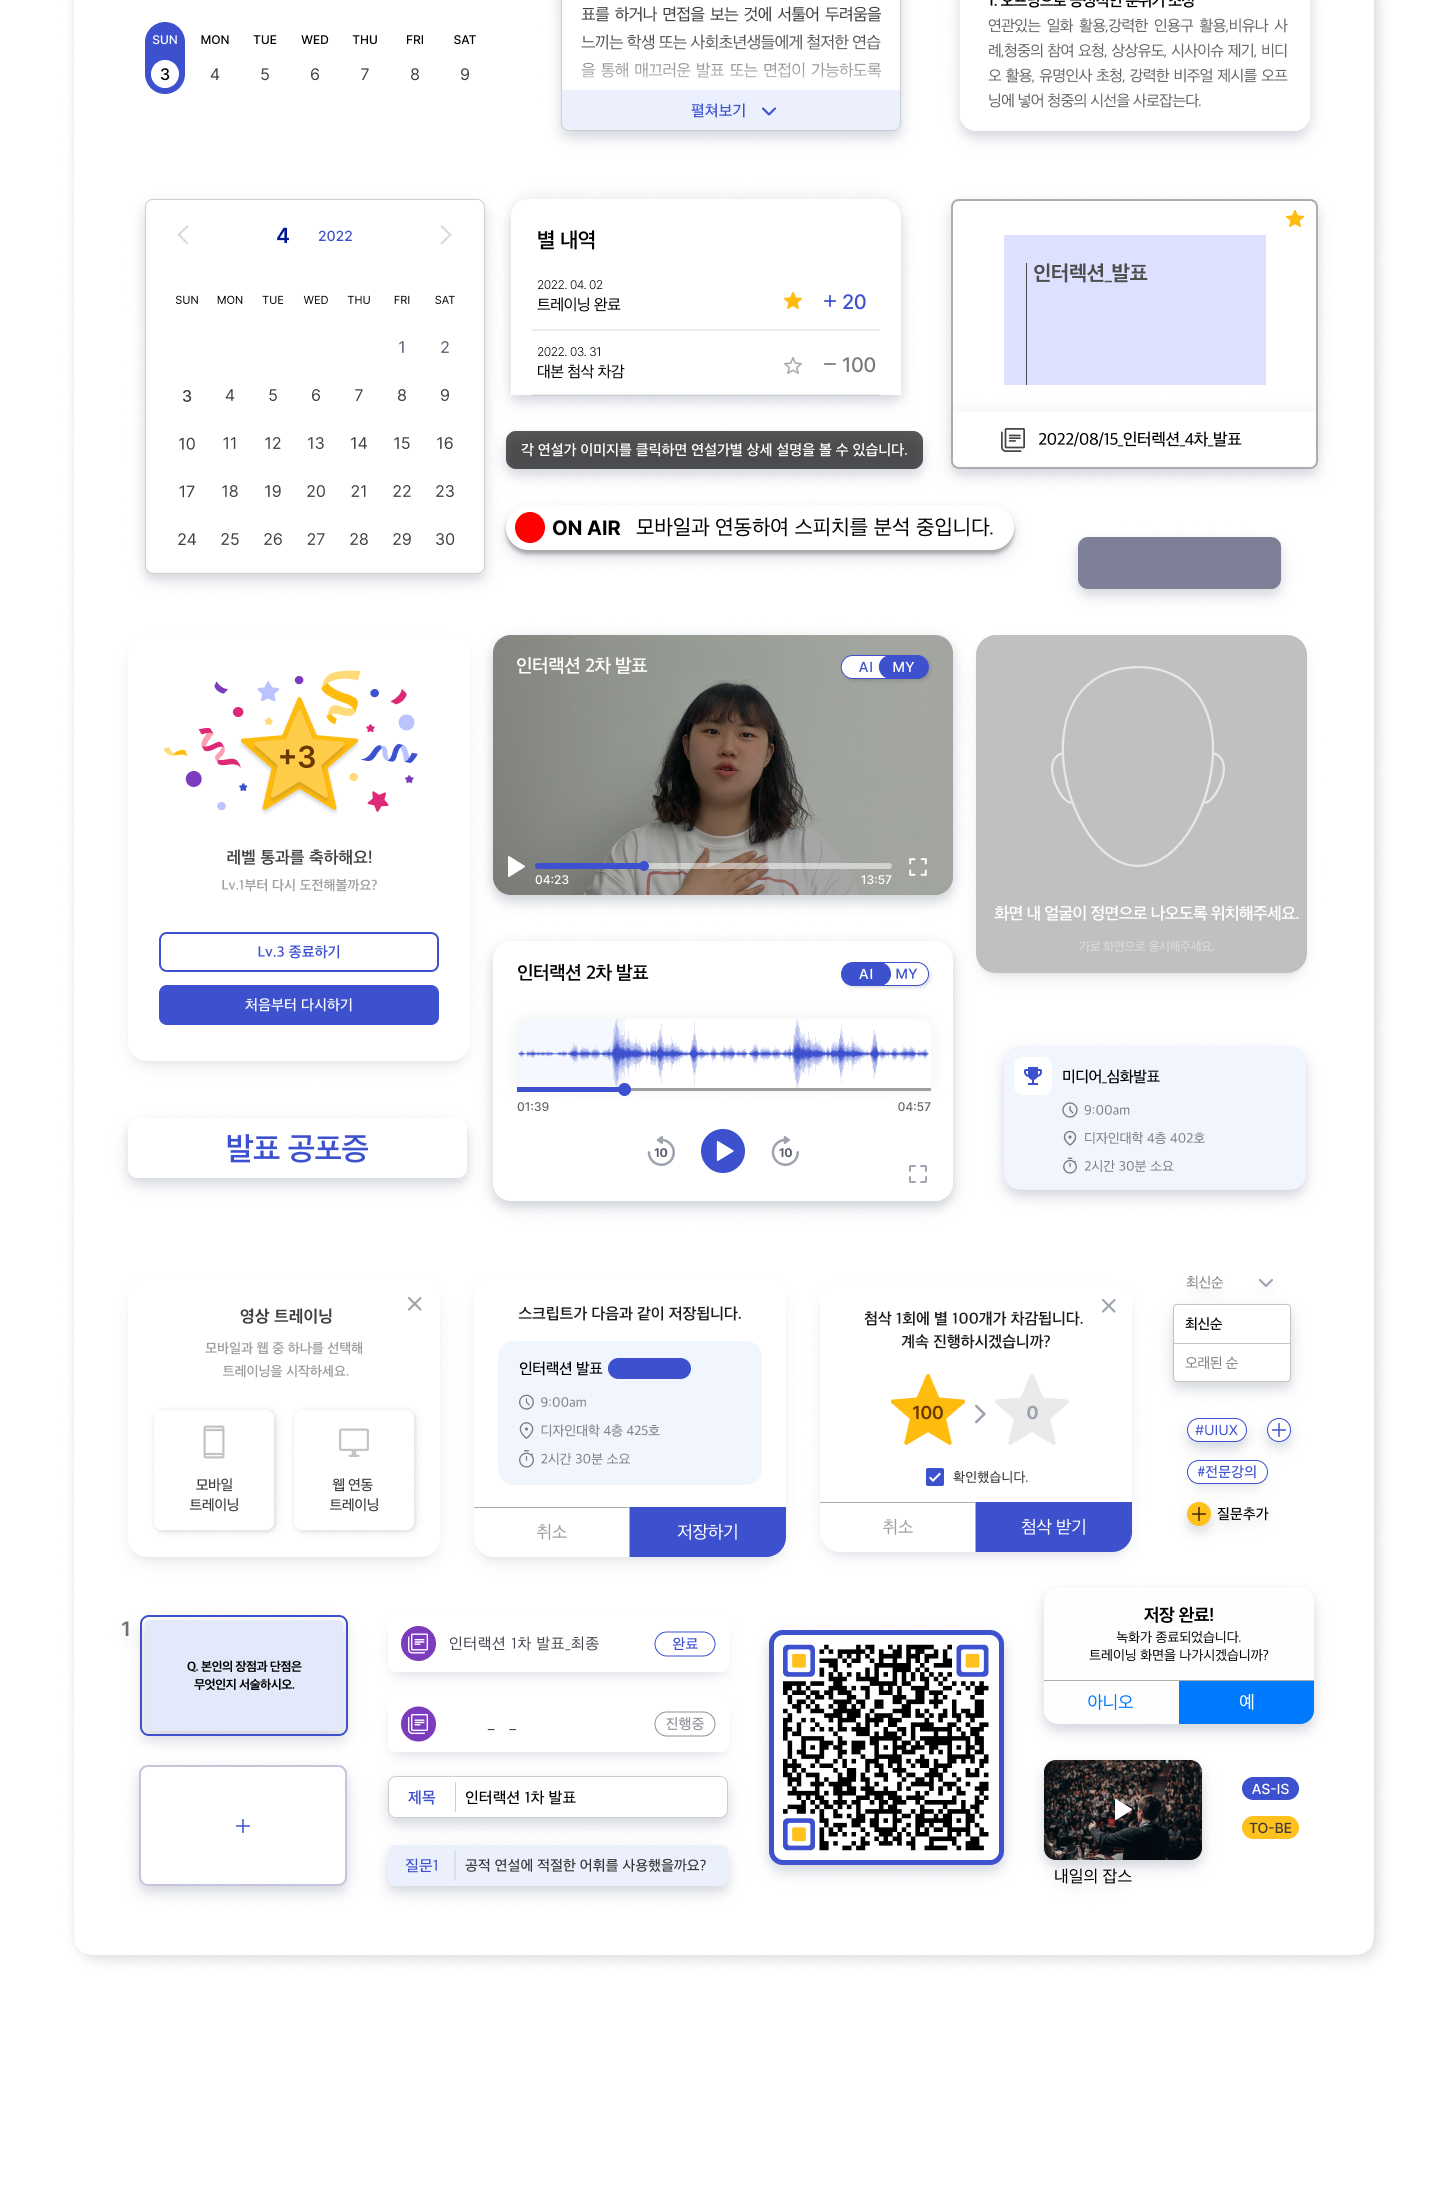 SUN MON TUE WED THU FRI SAT
3 4 5 6 7 8 9
표를 하거나 면접을 보는 것에 서툴어 두려움을
느끼는 학생 또는 사회초년생들에게 철저한 연습
을 통해 매끄러운 발표 또는 면접이 가능하도록
펼쳐보기
연관있는 일화 활용,강력한 인용구 활용,비유나 사
례,청중의 참여 요청, 상상유도, 시사이슈 제기, 비디
오 활용, 유명인사 초청, 강력한 비주얼 제시를 오프
닝에 넣어 청중의 시선을 사로잡는다.
4 2022
SUN MON TUE WED THU FRI SAT
1 2
3 4 5 6 7 8 9
10 11 12 13 14 15 16
17 18 19 20 21 22 23
24 25 26 27 28 29 30
별 내역
2022. 04. 02
트레이닝 완료
+ 20
2022. 03. 31
대본 첨삭 차감
− 100
인터렉션_발표
2022/08/15_인터렉션_4차_발표
각 연설가 이미지를 클릭하면 연설가별 상세 설명을 볼 수 있습니다.
ON AIR 모바일과 연동하여 스피치를 분석 중입니다.
+3
레벨 통과를 축하해요!
Lv.1부터 다시 도전해볼까요?
Lv.3 종료하기
처음부터 다시하기
인터랙션 2차 발표
AI MY
04:23 13:57
화면 내 얼굴이 정면으로 나오도록 위치해주세요.
가로 화면으로 응시해주세요.
인터랙션 2차 발표
AI MY
01:39 04:57
10 10
미디어_심화발표
9:00am
디자인대학 4층 402호
2시간 30분 소요
발표 공포증
영상 트레이닝
모바일과 웹 중 하나를 선택해
트레이닝을 시작하세요.
모바일
트레이닝
웹 연동
트레이닝
스크립트가 다음과 같이 저장됩니다.
인터랙션 발표
9:00am
디자인대학 4층 425호
2시간 30분 소요
취소
저장하기
첨삭 1회에 별 100개가 차감됩니다.
계속 진행하시겠습니까?
100 0
확인했습니다.
취소
첨삭 받기
최신순
최신순
오래된 순
#UIUX
#전문강의
질문추가
1
Q. 본인의 장점과 단점은
무엇인지 서술하시오.
인터랙션 1차 발표_최종
완료
_ _
진행중
제목
인터랙션 1차 발표
질문1
공적 연설에 적절한 어휘를 사용했을까요?
저장 완료!
녹화가 종료되었습니다.
트레이닝 화면을 나가시겠습니까?
아니오
예
내일의 잡스
AS-IS
TO-BE